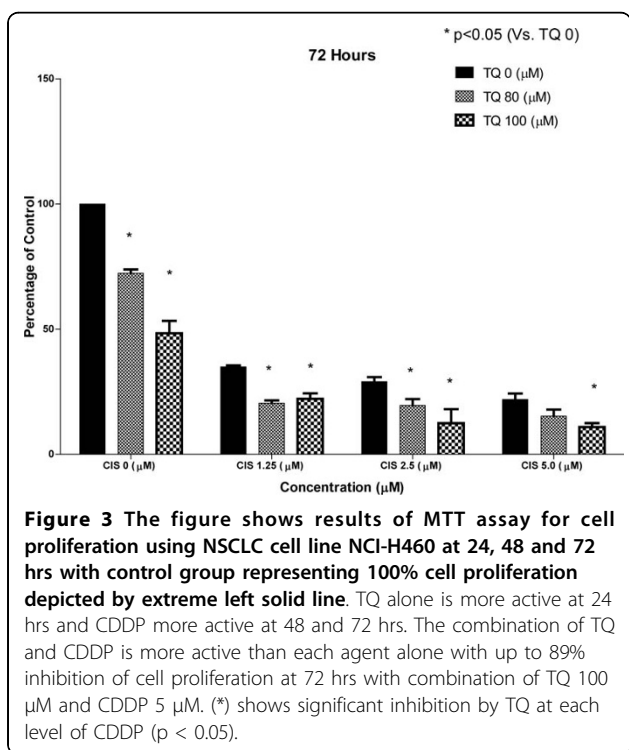 * p<0.05 (Vs. TQ 0)
72 Hours
TQ 0 (μM)
TQ 80 (μM)
TQ 100 (μM)
150
100
50
0
Percentage of Control
* * * * * * *
CIS 0 (μM) CIS 1.25 (μM) CIS 2.5 (μM) CIS 5.0 (μM)
Concentration (μM)
Figure 3 The figure shows results of MTT assay for cell
proliferation using NSCLC cell line NCI-H460 at 24, 48 and 72
hrs with control group representing 100% cell proliferation
depicted by extreme left solid line. TQ alone is more active at 24
hrs and CDDP more active at 48 and 72 hrs. The combination of TQ
and CDDP is more active than each agent alone with up to 89%
inhibition of cell proliferation at 72 hrs with combination of TQ 100
μM and CDDP 5 μM. (*) shows significant inhibition by TQ at each
level of CDDP (p < 0.05).